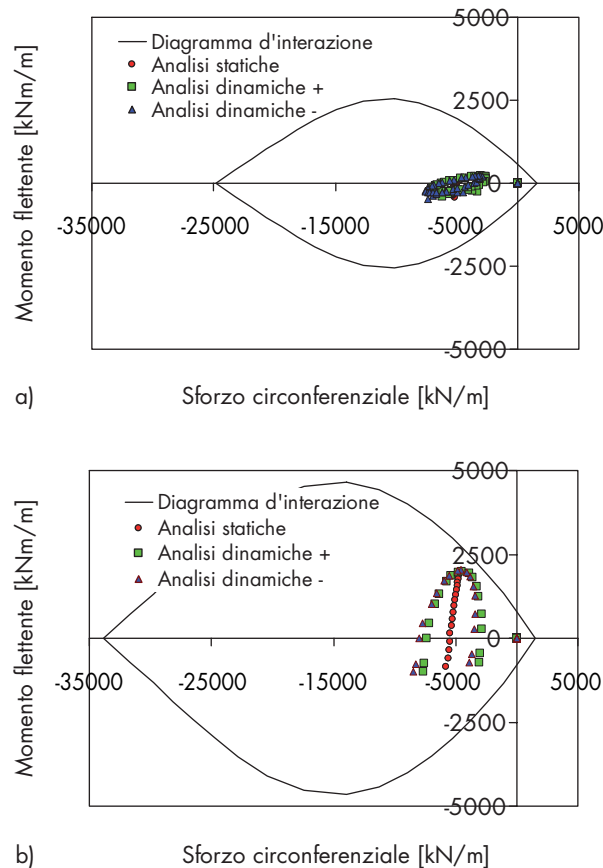 5000
Diagramma d'interazione
Analisi statiche
Analisi dinamiche +
2500
Analisi dinamiche -
0
-35000 -25000 -15000 -5000 5000
-2500
-5000
Momento flettente [kNm/m]
a) Sforzo circonferenziale [kN/m]
5000
Diagramma d'interazione
Analisi statiche
Analisi dinamiche +
2500
Analisi dinamiche -
0
-35000 -25000 -15000 -5000 5000
-2500
-5000
Momento flettente [kNm/m]
b) Sforzo circonferenziale [kN/m]